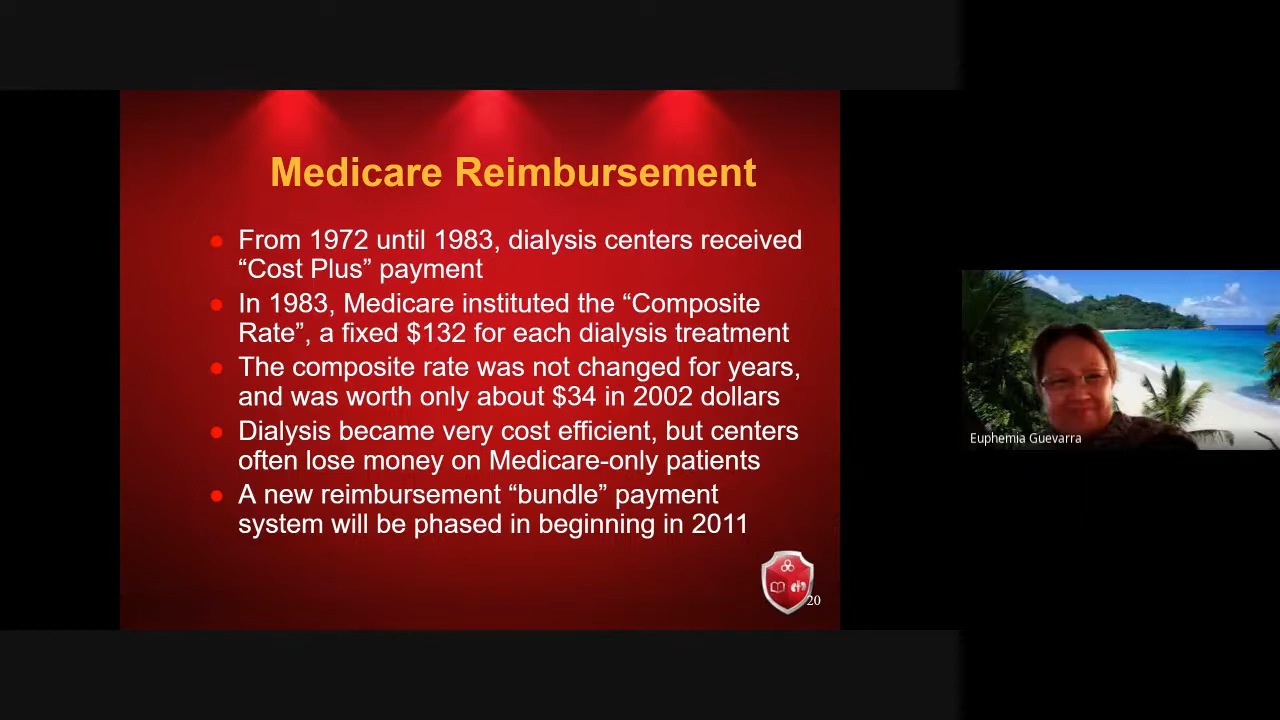 Medicare Reimbursement
From 1972 until 1983, dialysis centers received
“Cost Plus” payment
In 1983, Medicare instituted the “Composite
Rate”, a fixed $132 for each dialysis treatment
The composite rate was not changed for years,
and was worth only about $34 in 2002 dollars
Dialysis became very cost efficient, but centers
often lose money on Medicare-only patients
A new reimbursement “bundle” payment
system will be phased in beginning in 2011
20
Euphemia Guevarra